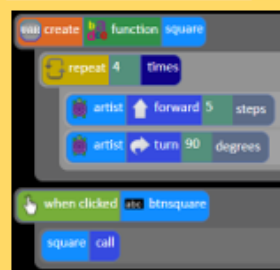 create function square
repeat 4 times
artist forward 5 steps
artist turn 90 degrees
when clicked abc btnsquare
square call